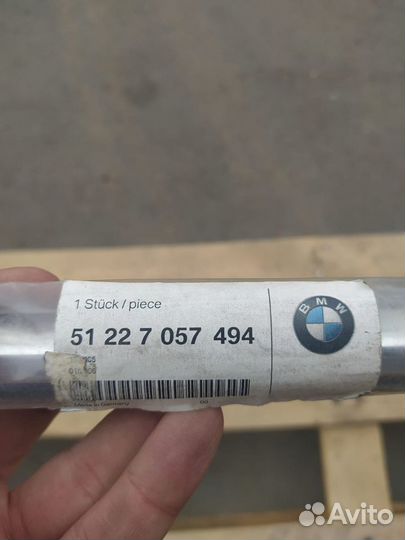 1 Stück / piece
51 22 7 057 494
BMW
Made in Germany
Avito